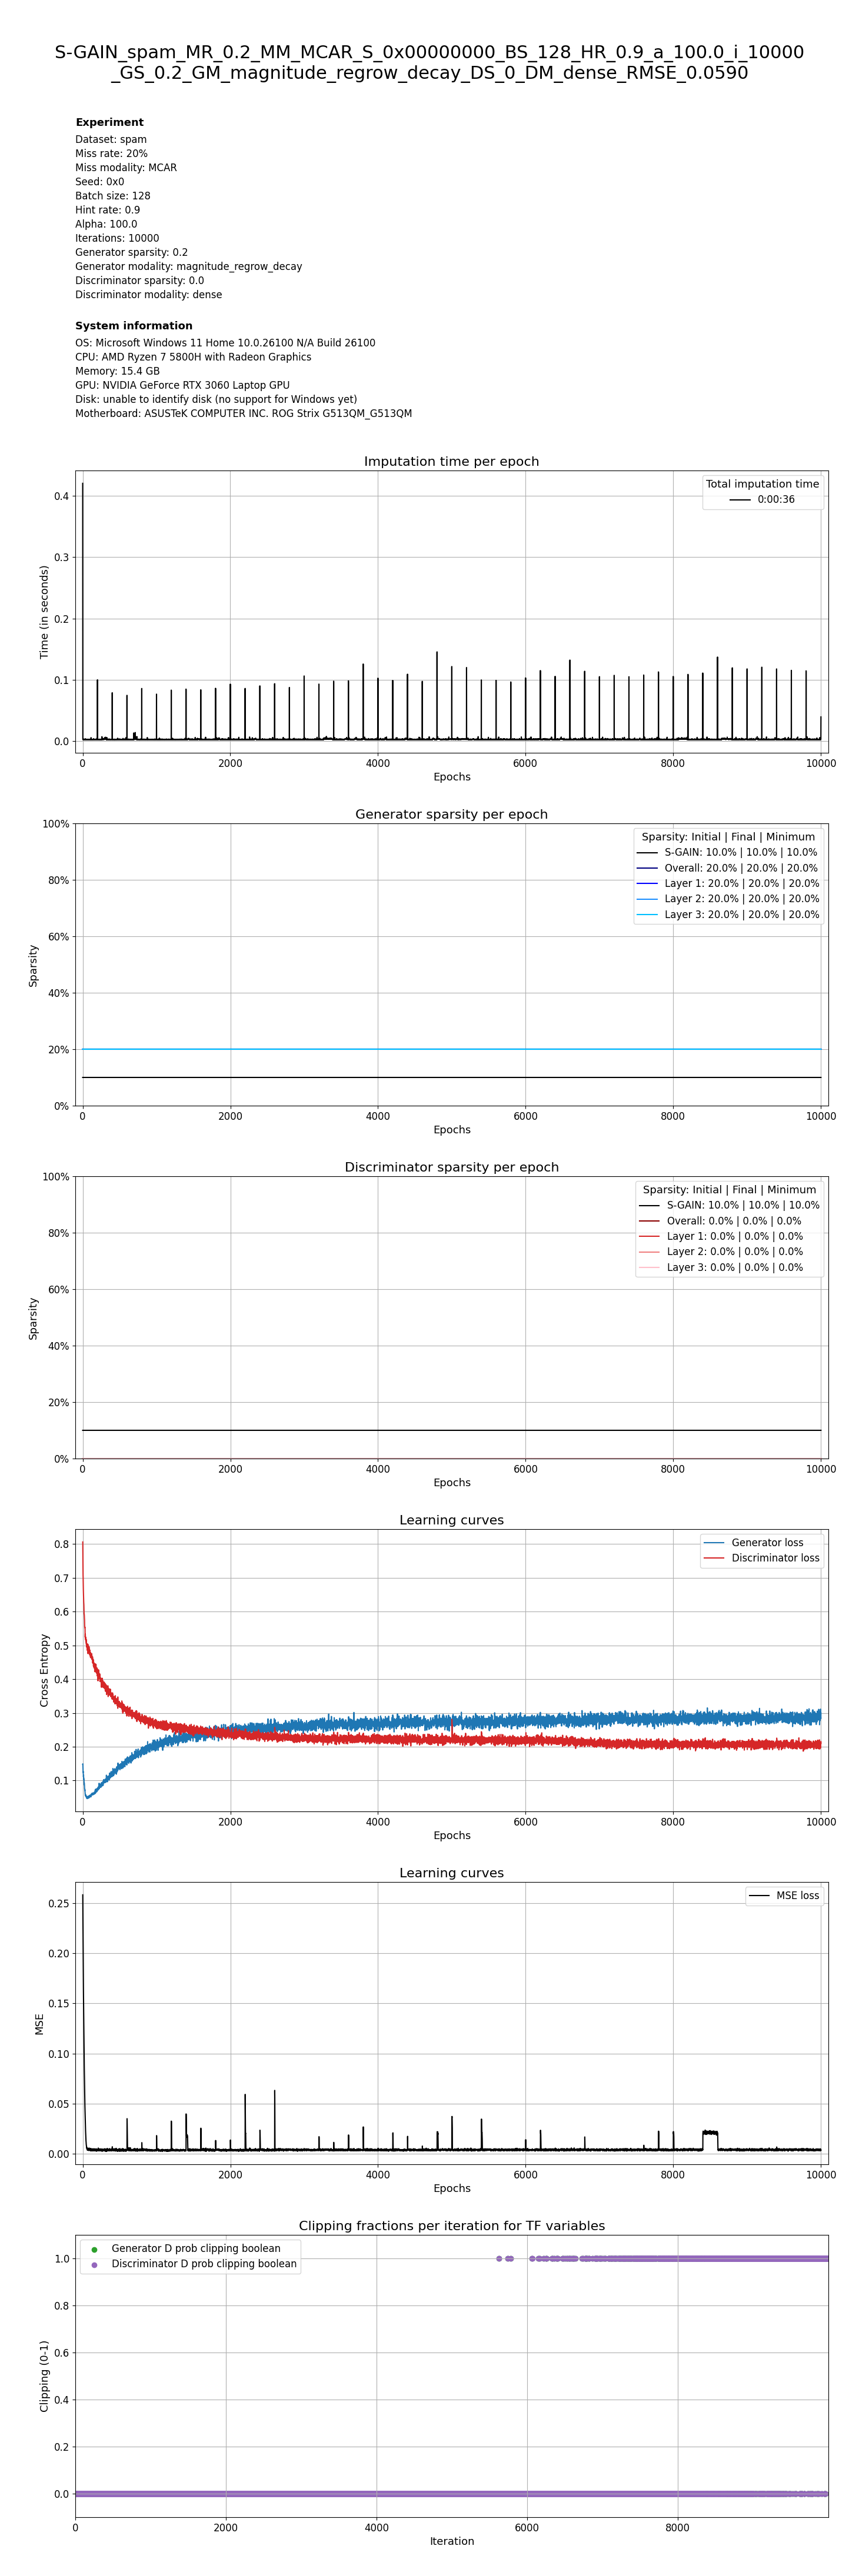 S-GAIN_spam_MR_0.2_MM_MCAR_S_0x00000000_BS_128_HR_0.9_a_100.0_i_10000
_GS_0.2_GM_magnitude_regrow_decay_DS_0_DM_dense_RMSE_0.0590
Experiment
Dataset: spam
Miss rate: 20%
Miss modality: MCAR
Seed: 0x0
Batch size: 128
Hint rate: 0.9
Alpha: 100.0
Iterations: 10000
Generator sparsity: 0.2
Generator modality: magnitude_regrow_decay
Discriminator sparsity: 0.0
Discriminator modality: dense
System information
OS: Microsoft Windows 11 Home 10.0.26100 N/A Build 26100
CPU: AMD Ryzen 7 5800H with Radeon Graphics
Memory: 15.4 GB
GPU: NVIDIA GeForce RTX 3060 Laptop GPU
Disk: unable to identify disk (no support for Windows yet)
Motherboard: ASUSTeK COMPUTER INC. ROG Strix G513QM_G513QM
Imputation time per epoch
Total imputation time
0:00:36
0.4
0.3
0.2
0.1
0.0
Time (in seconds)
0 2000 4000 6000 8000 10000
Epochs
Generator sparsity per epoch
Sparsity: Initial | Final | Minimum
S-GAIN: 10.0% | 10.0% | 10.0%
Overall: 20.0% | 20.0% | 20.0%
Layer 1: 20.0% | 20.0% | 20.0%
Layer 2: 20.0% | 20.0% | 20.0%
Layer 3: 20.0% | 20.0% | 20.0%
100%
80%
60%
40%
20%
0%
Sparsity
0 2000 4000 6000 8000 10000
Epochs
Discriminator sparsity per epoch
Sparsity: Initial | Final | Minimum
S-GAIN: 10.0% | 10.0% | 10.0%
Overall: 0.0% | 0.0% | 0.0%
Layer 1: 0.0% | 0.0% | 0.0%
Layer 2: 0.0% | 0.0% | 0.0%
Layer 3: 0.0% | 0.0% | 0.0%
100%
80%
60%
40%
20%
0%
Sparsity
0 2000 4000 6000 8000 10000
Epochs
Learning curves
Generator loss
Discriminator loss
0.8
0.7
0.6
0.5
0.4
0.3
0.2
0.1
Cross Entropy
0 2000 4000 6000 8000 10000
Epochs
Learning curves
MSE loss
0.25
0.20
0.15
0.10
0.05
0.00
MSE
0 2000 4000 6000 8000 10000
Epochs
Clipping fractions per iteration for TF variables
Generator D prob clipping boolean
Discriminator D prob clipping boolean
1.0
0.8
0.6
0.4
0.2
0.0
Clipping (0-1)
0 2000 4000 6000 8000
Iteration